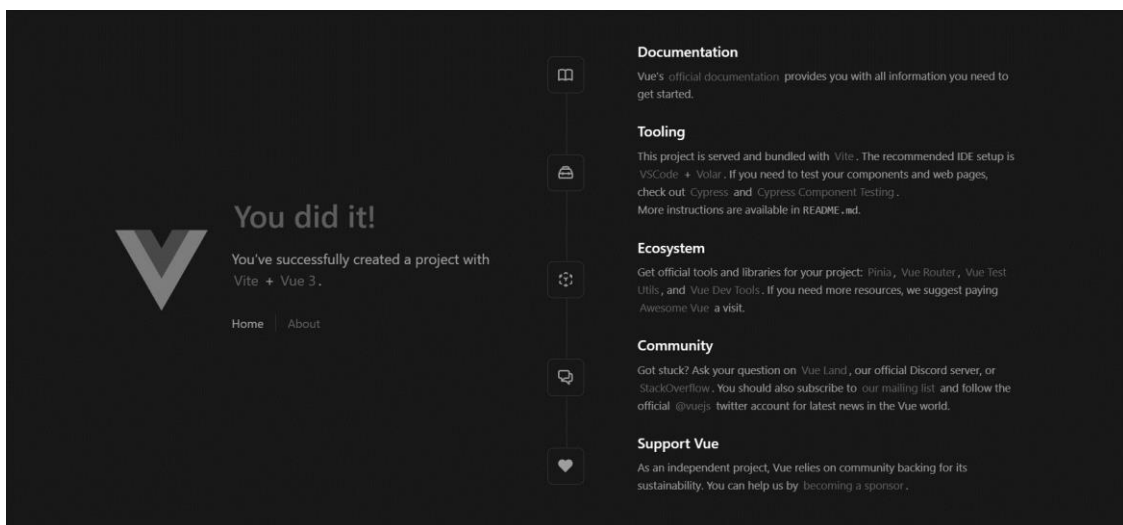 You did it!
You've successfully created a project with
Vite + Vue 3.
Home
About
Documentation
Vue's official documentation provides you with all information you need to
get started.
Tooling
This project is served and bundled with Vite. The recommended IDE setup is
VSCode + Volar. If you need to test your components and web pages,
check out Cypress and Cypress Component Testing.
More instructions are available in README.md.
Ecosystem
Get official tools and libraries for your project: Pinia, Vue Router, Vue Test
Utils, and Vue Dev Tools. If you need more resources, we suggest paying
Awesome Vue a visit.
Community
Got stuck? Ask your question on Vue Land, our official Discord server, or
StackOverflow. You should also subscribe to our mailing list and follow the
official @vuejs twitter account for latest news in the Vue world.
Support Vue
As an independent project, Vue relies on community backing for its
sustainability. You can help us by becoming a sponsor.